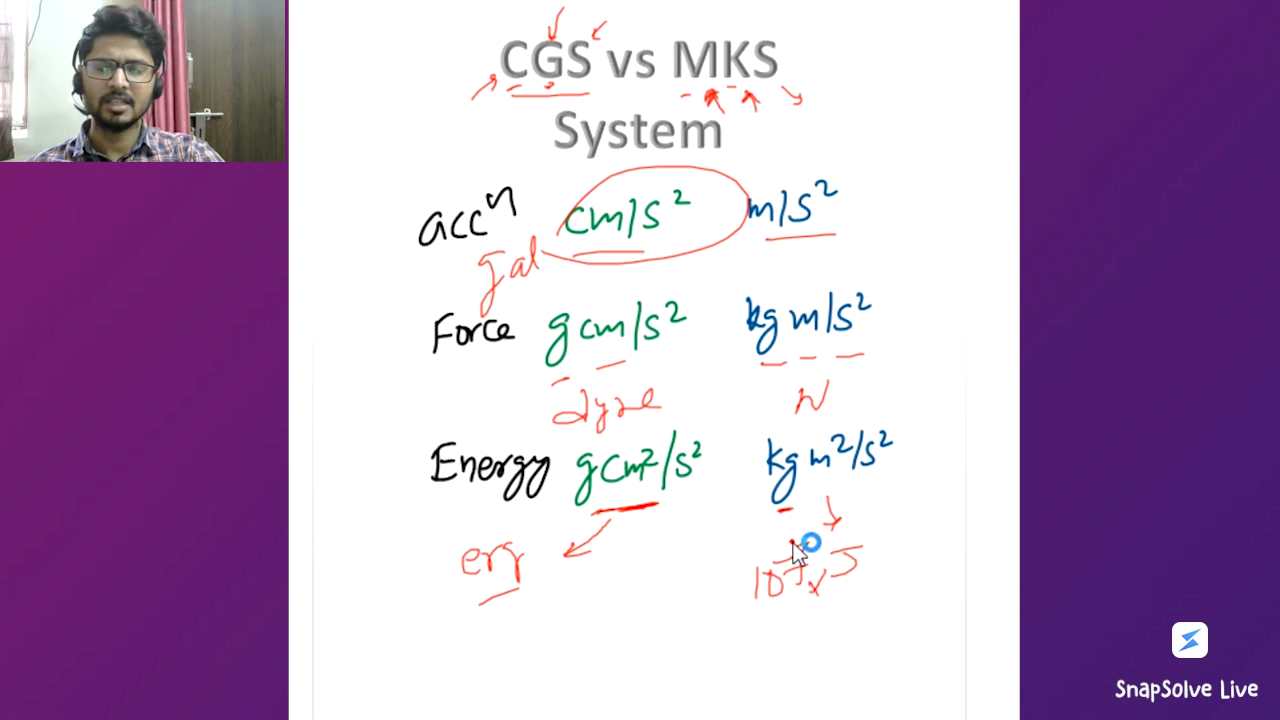 CGS vs MKS
System
accⁿ cm/s² m/s²
gal
Force g cm/s² kg m/s²
dyne N
Energy g cm²/s² kg m²/s²
erg J
SnapSolve Live